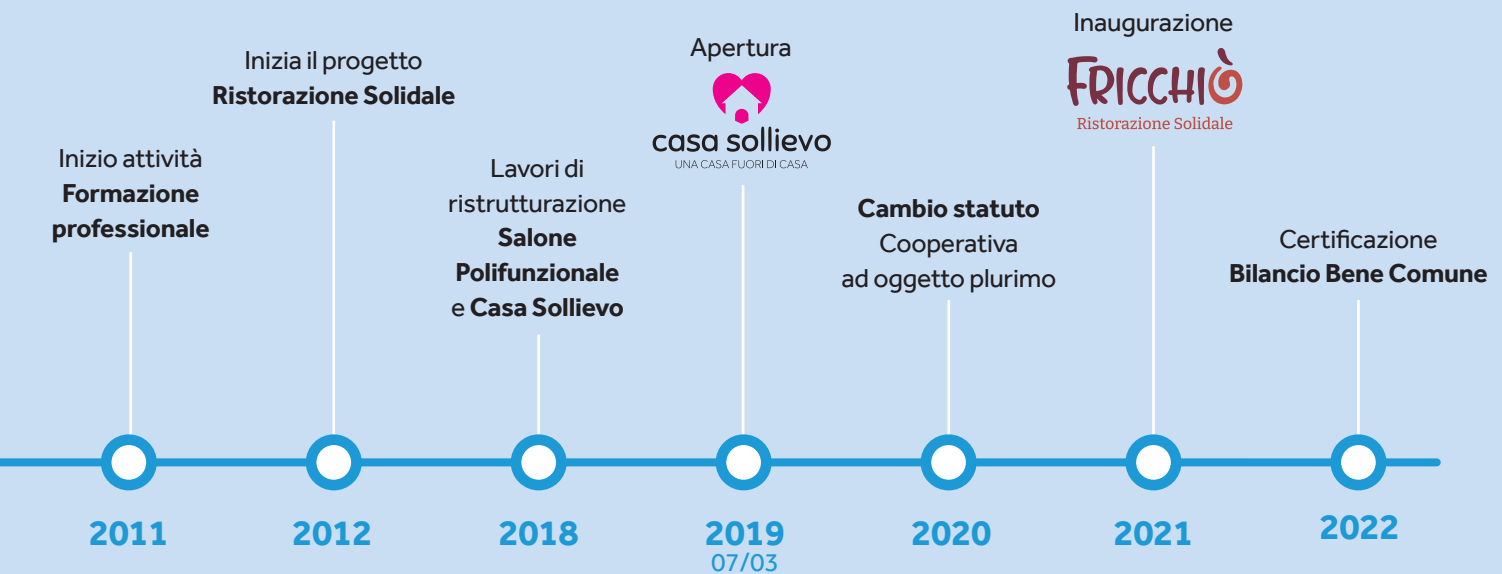 Inizio attività
Formazione
professionale
2011
Inizia il progetto
Ristorazione Solidale
2012
Lavori di
ristrutturazione
Salone
Polifunzionale
e Casa Sollievo
2018
Apertura
casa sollievo
UNA CASA FUORI DI CASA
2019
07/03
Cambio statuto
Cooperativa
ad oggetto plurimo
2020
Inaugurazione
FRICCHIÒ
Ristorazione Solidale
2021
Certificazione
Bilancio Bene Comune
2022